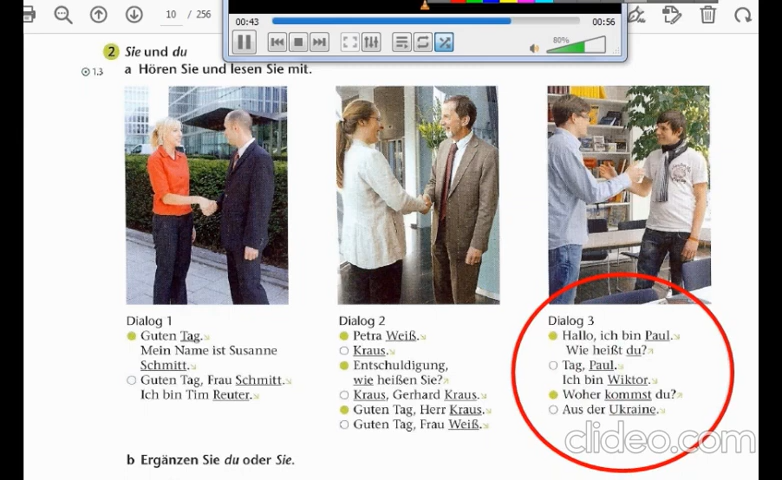 10 / 256
00:43
00:56
80%
2 Sie und du
1.3
a Hören Sie und lesen Sie mit.
Dialog 1
Guten Tag.
Mein Name ist Susanne
Schmitt.
Guten Tag, Frau Schmitt.
Ich bin Tim Reuter.
Dialog 2
Petra Weiß.
Kraus.
Entschuldigung,
wie heißen Sie?
Kraus, Gerhard Kraus.
Guten Tag, Herr Kraus.
Guten Tag, Frau Weiß.
Dialog 3
Hallo, ich bin Paul.
Wie heißt du?
Tag, Paul.
Ich bin Wiktor.
Woher kommst du?
Aus der Ukraine.
clideo.com
b Ergänzen Sie du oder Sie.